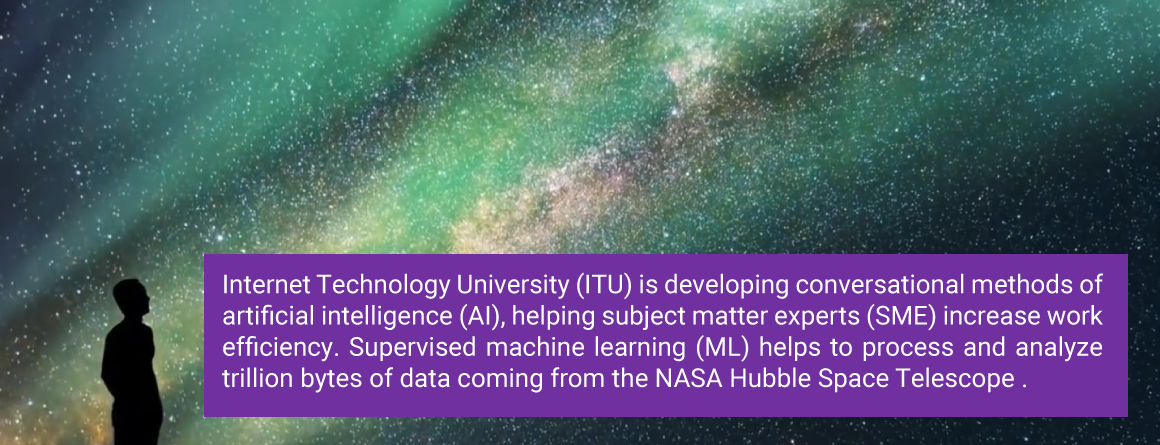 Internet Technology University (ITU) is developing conversational methods of
artificial intelligence (AI), helping subject matter experts (SME) increase work
efficiency. Supervised machine learning (ML) helps to process and analyze
trillion bytes of data coming from the NASA Hubble Space Telescope .